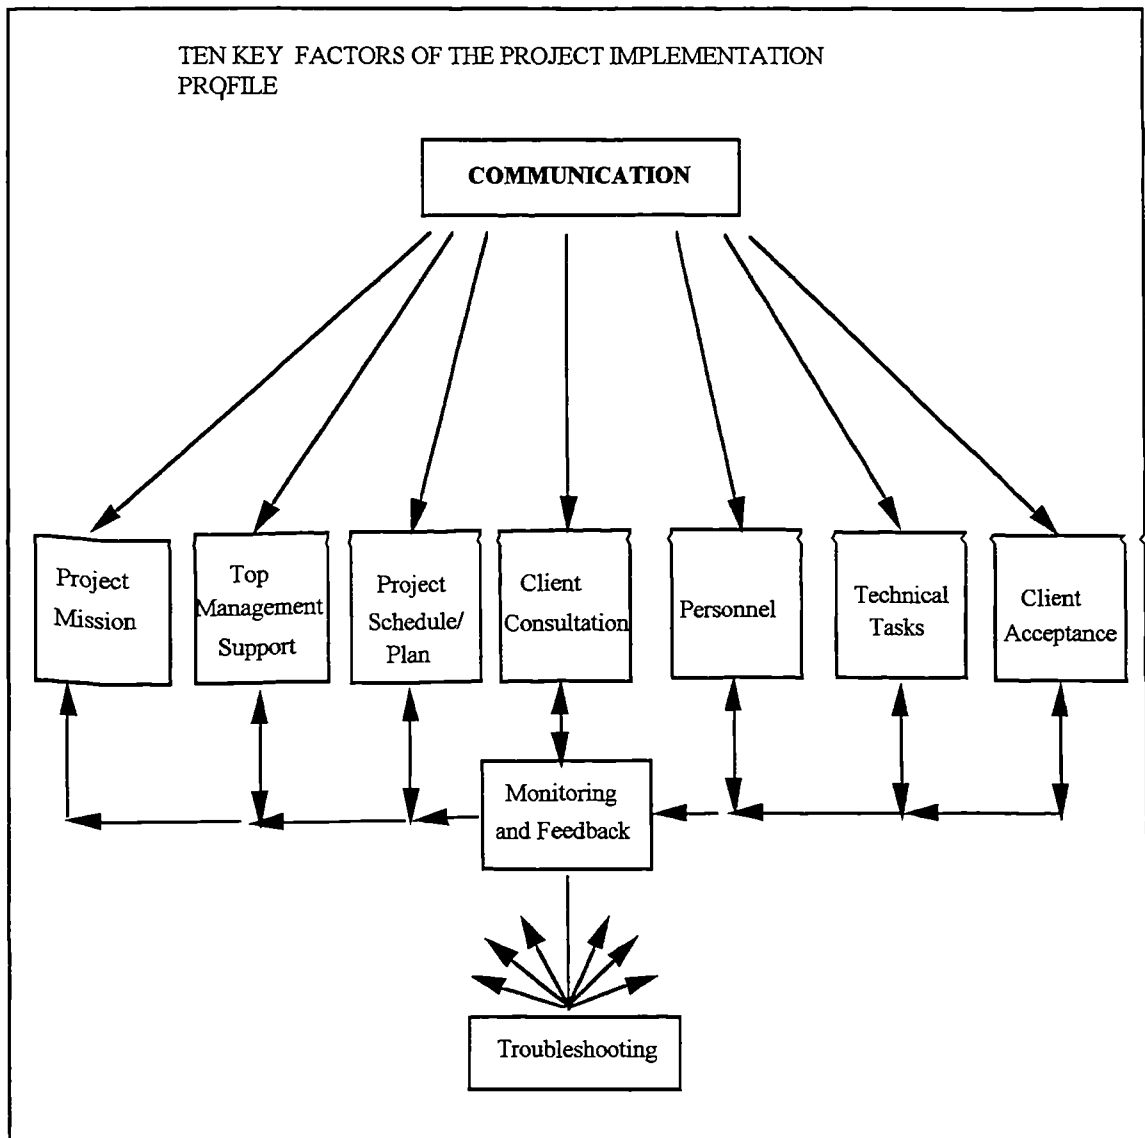 TEN KEY FACTORS OF THE PROJECT IMPLEMENTATION
PROFILE
COMMUNICATION
Project
Mission
Top
Management
Support
Project
Schedule/
Plan
Client
Consultation
Personnel
Technical
Tasks
Client
Acceptance
Monitoring
and Feedback
Troubleshooting